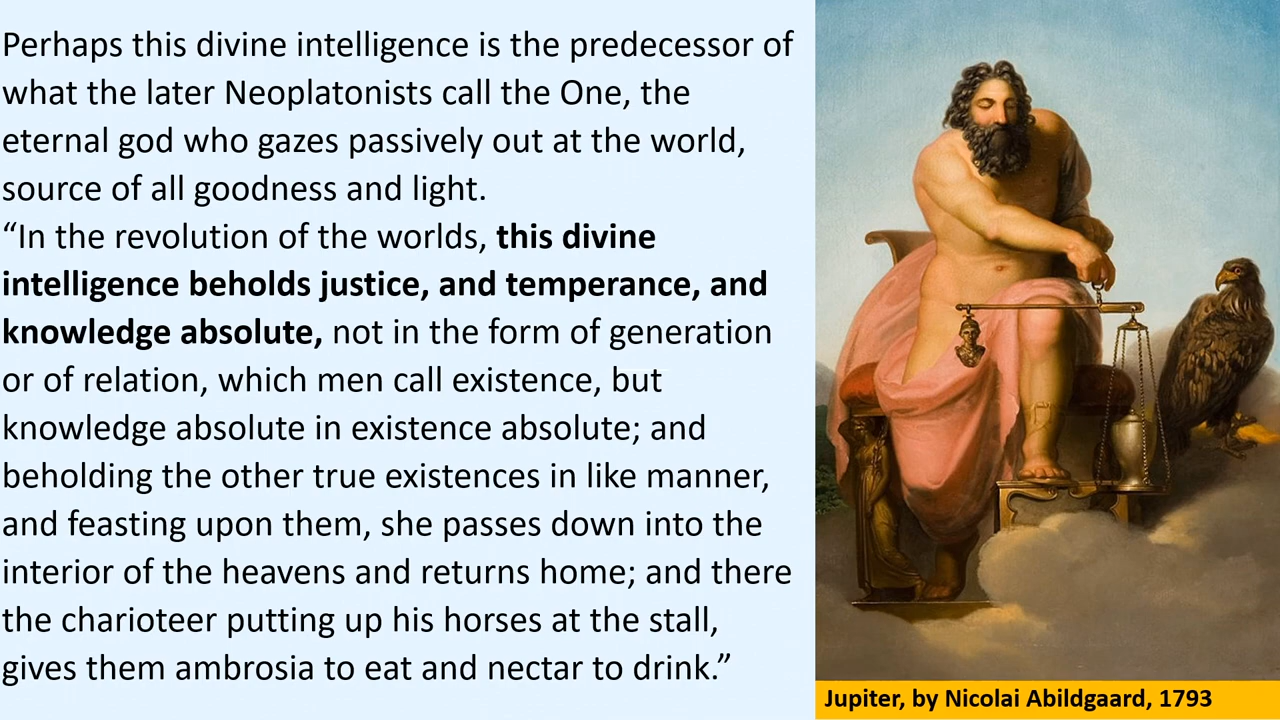 Perhaps this divine intelligence is the predecessor of
what the later Neoplatonists call the One, the
eternal god who gazes passively out at the world,
source of all goodness and light.
“In the revolution of the worlds, this divine
intelligence beholds justice, and temperance, and
knowledge absolute, not in the form of generation
or of relation, which men call existence, but
knowledge absolute in existence absolute; and
beholding the other true existences in like manner,
and feasting upon them, she passes down into the
interior of the heavens and returns home; and there
the charioteer putting up his horses at the stall,
gives them ambrosia to eat and nectar to drink.”
Jupiter, by Nicolai Abildgaard, 1793